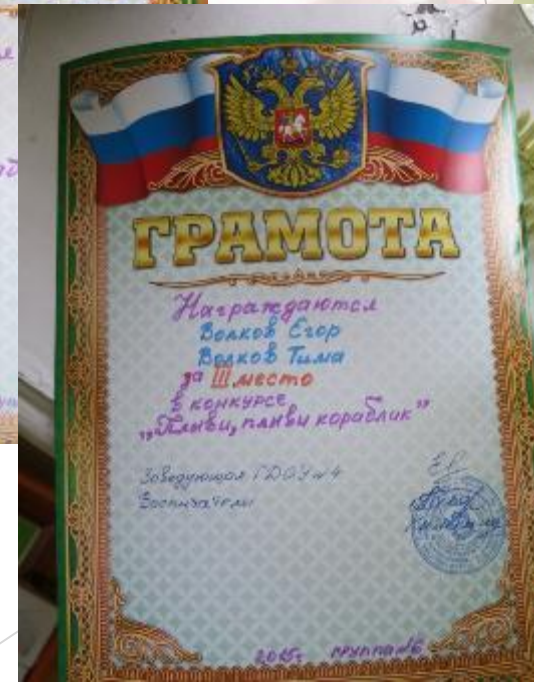 ГРАМОТА
Награждаются
Волков Егор
Волков Тима
за III место
в конкурсе
„Плыви, плыви кораблик”
Заведующая ГДОУ №4
Воспитатели
2015г группа №6